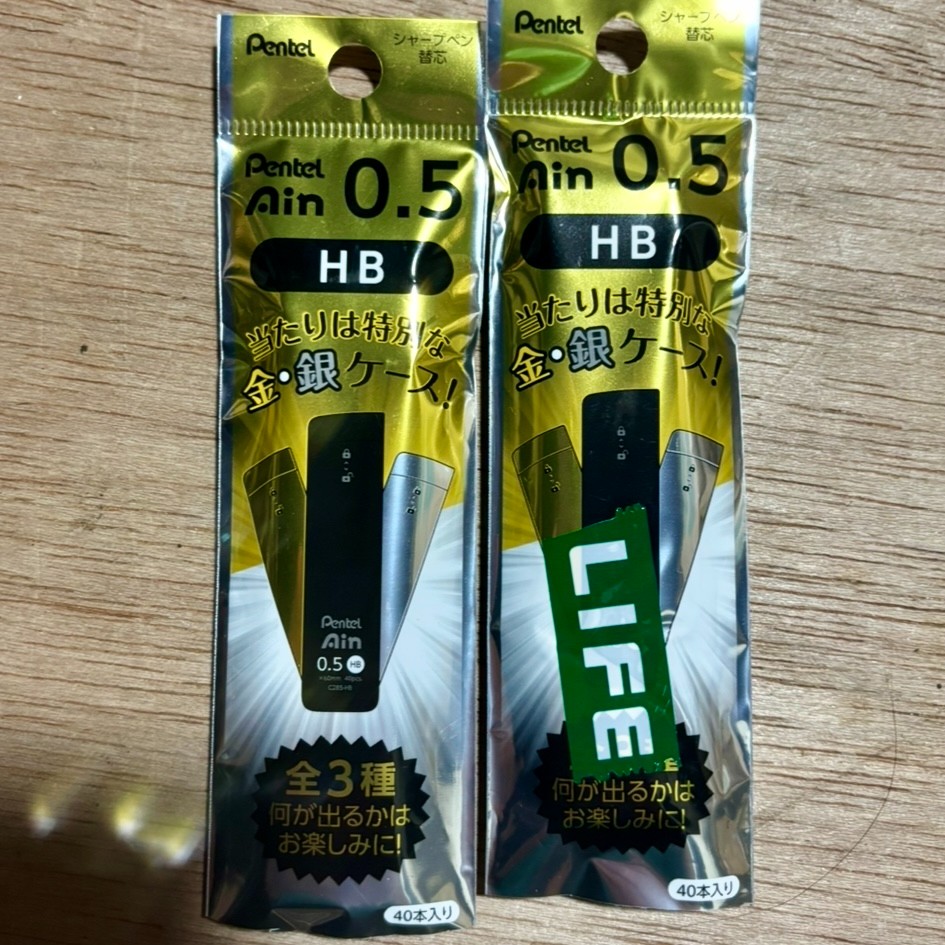 Pentel
シャープペン
替芯
Pentel
Ain 0.5
HB
当たりは特別な
金・銀ケース!
Pentel
Ain
0.5 HB
全3種
何が出るかは
お楽しみに!
40本入り
Pentel
シャープペン
替芯
Pentel
Ain 0.5
HB
当たりは特別な
金・銀ケース!
LIFE
何が出るかは
お楽しみに!
40本入り